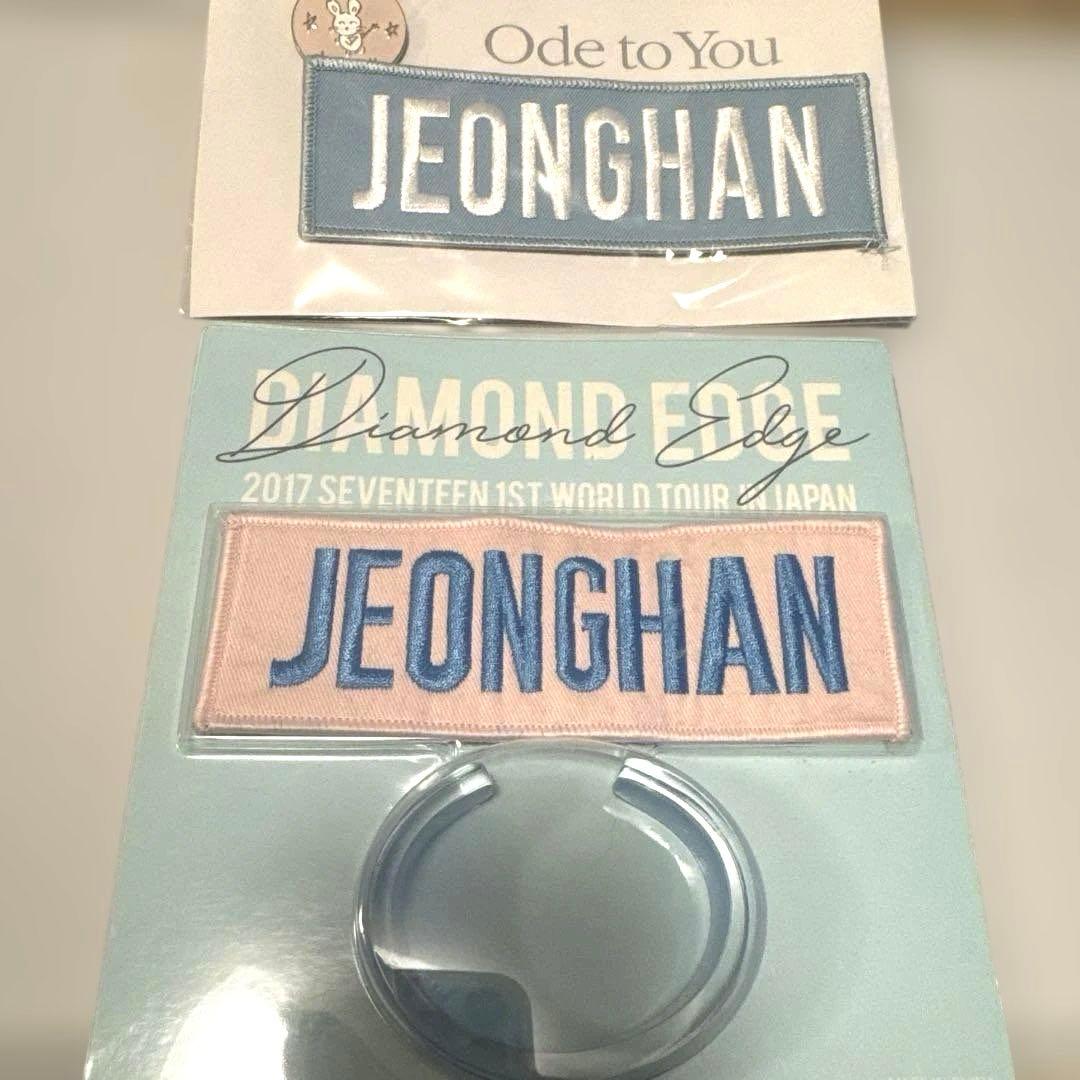 Ode to You
JEONGHAN
DIAMOND EDGE
Diamond Edge
2017 SEVENTEEN 1ST WORLD TOUR IN JAPAN
JEONGHAN